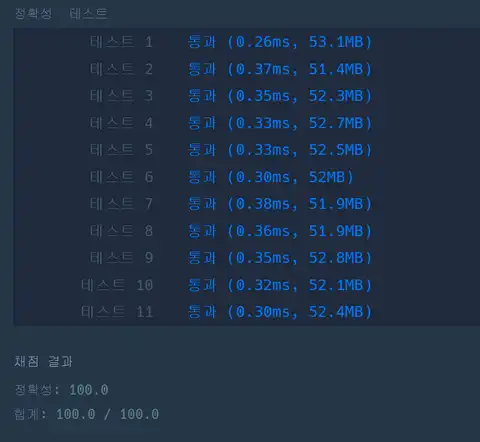 정확성 테스트
테스트 1 통과 (0.26ms, 53.1MB)
테스트 2 통과 (0.37ms, 51.4MB)
테스트 3 통과 (0.35ms, 52.3MB)
테스트 4 통과 (0.33ms, 52.7MB)
테스트 5 통과 (0.33ms, 52.5MB)
테스트 6 통과 (0.30ms, 52MB)
테스트 7 통과 (0.38ms, 51.9MB)
테스트 8 통과 (0.36ms, 51.9MB)
테스트 9 통과 (0.35ms, 52.8MB)
테스트 10 통과 (0.32ms, 52.1MB)
테스트 11 통과 (0.30ms, 52.4MB)
채점 결과
정확성: 100.0
합계: 100.0 / 100.0